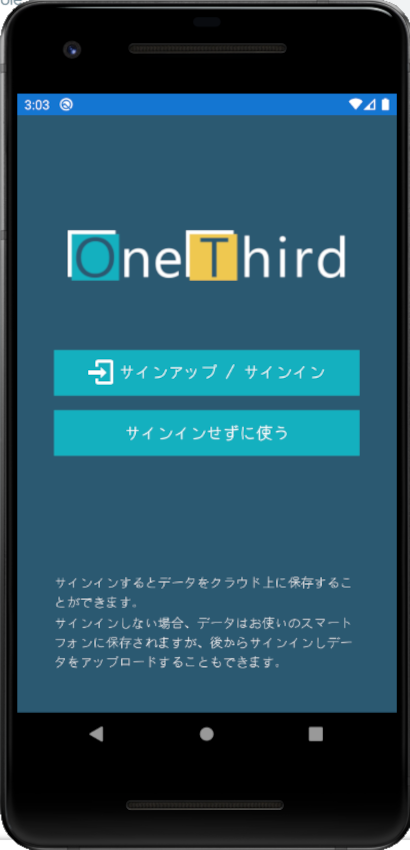 ole
3:03
OneThird
サインアップ / サインイン
サインインせずに使う
サインインするとデータをクラウド上に保存するこ
とができます。
サインインしない場合、データはお使いのスマート
フォンに保存されますが、後からサインインしデー
タをアップロードすることもできます。